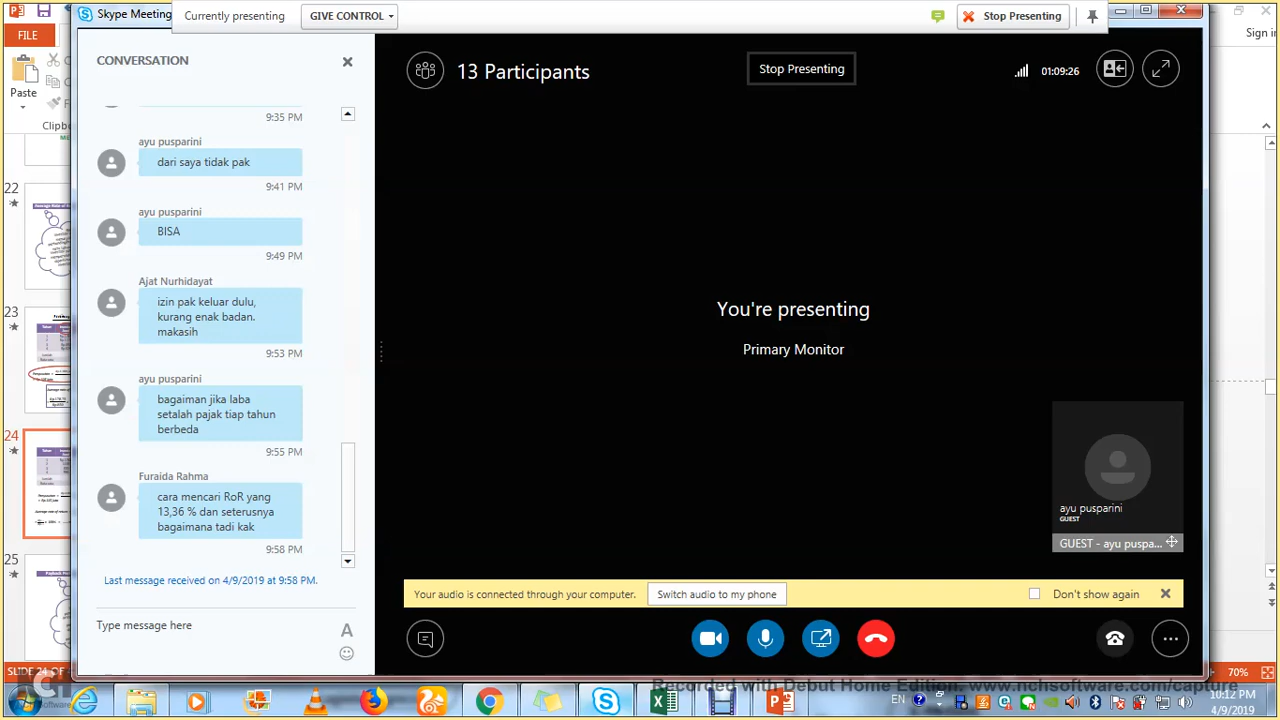 Skype Meeting
Currently presenting
GIVE CONTROL
Stop Presenting
FILE
Sign in
Paste
Clipb
CONVERSATION
13 Participants
Stop Presenting
01:09:26
9:35 PM
ayu pusparini
dari saya tidak pak
9:41 PM
ayu pusparini
BISA
9:49 PM
Ajat Nurhidayat
izin pak keluar dulu,
kurang enak badan.
makasih
9:53 PM
ayu pusparini
bagaiman jika laba
setalah pajak tiap tahun
berbeda
9:55 PM
Furaida Rahma
cara mencari RoR yang
13,36 % dan seterusnya
bagaimana tadi kak
9:58 PM
Last message received on 4/9/2019 at 9:58 PM.
Type message here
A
22
23
24
25
You're presenting
Primary Monitor
ayu pusparini
GUEST
GUEST - ayu puspa...
Your audio is connected through your computer.
Switch audio to my phone
Don't show again
SLIDE 24 OF
70%
Recorded with Debut Home Edition. www.nchsoftware.com/capture
EN
10:12 PM
4/9/2019